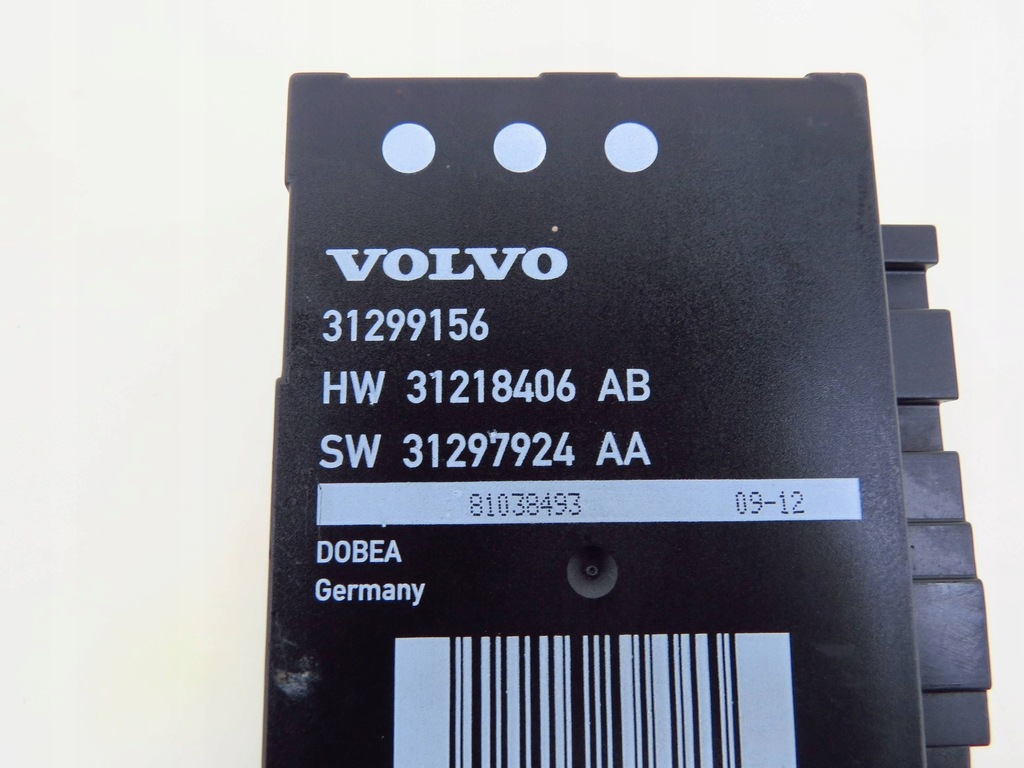 VOLVO
31299156
HW 31218406 AB
SW 31297924 AA
81038493 09-12
DOBEA
Germany